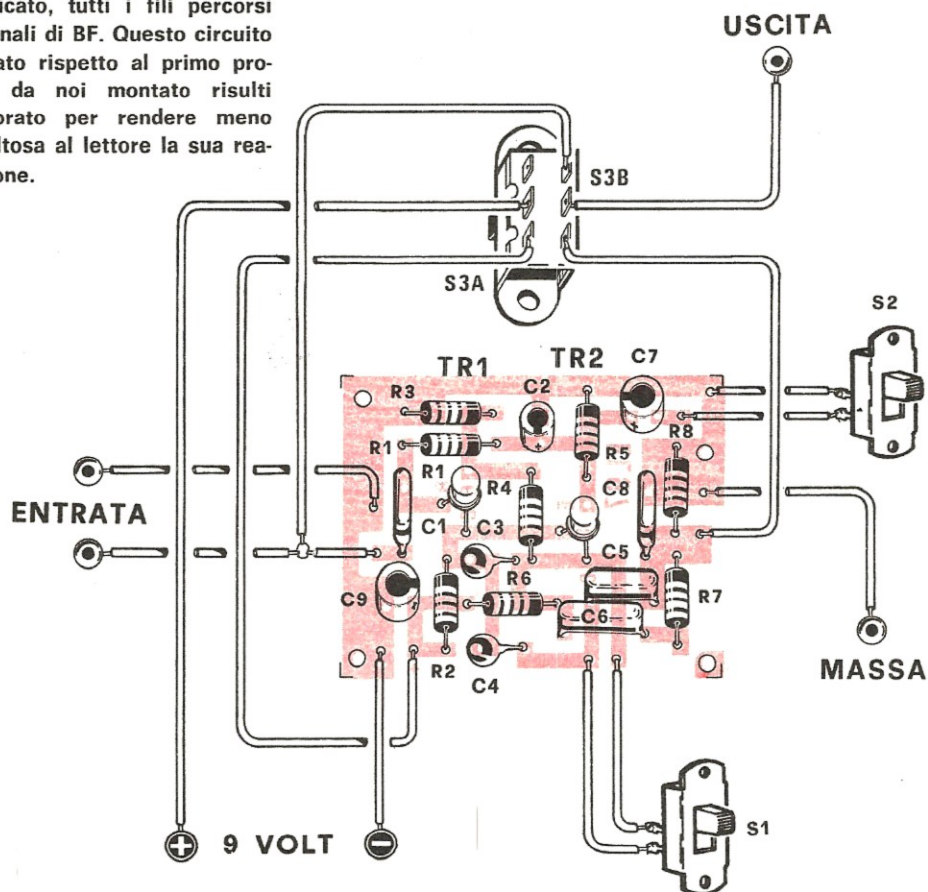 icato, tutti i fili percorsi
nali di BF. Questo circuito
ato rispetto al primo pro-
da noi montato risulti
orato per rendere meno
ltosa al lettore la sua rea-
one.
USCITA
S3B
S3A
S2
TR1 TR2 C7
R3 C2
R1 R5 R8
R1 R4 C8
ENTRATA
C1 C3 C5
C9 R6 R7
C6
R2 C4
MASSA
+ 9 VOLT −
S1